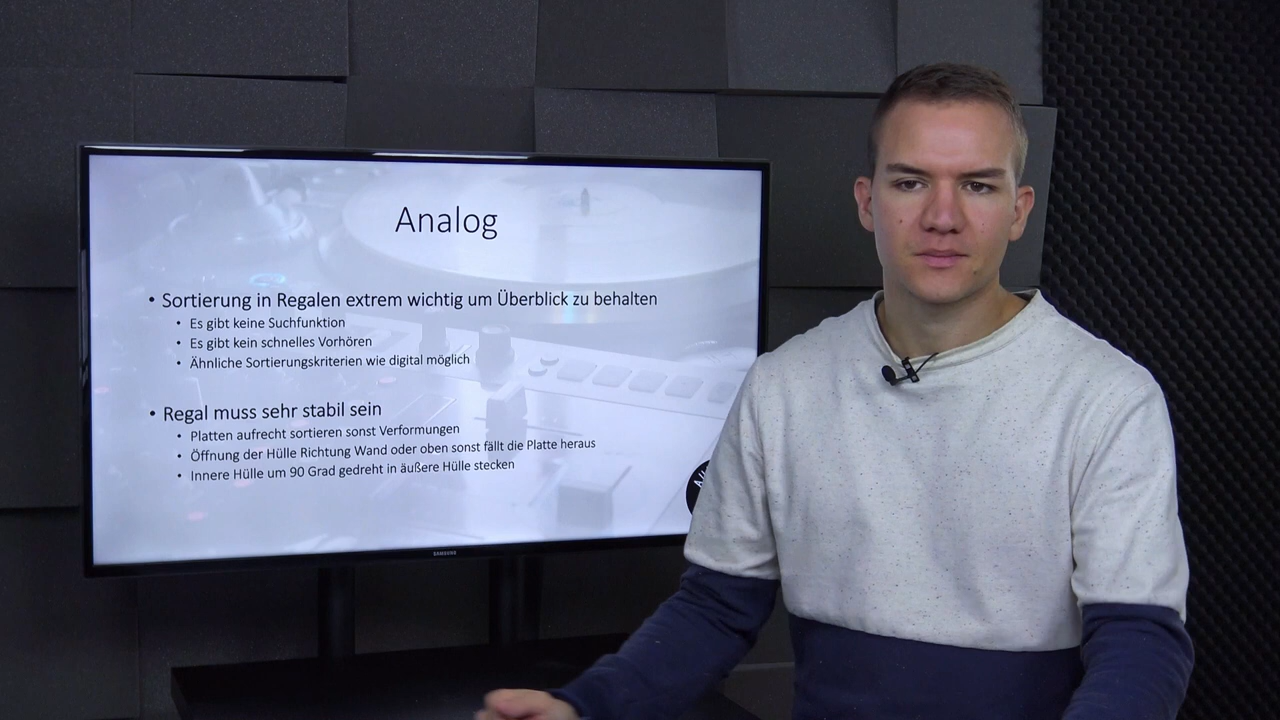 Analog
• Sortierung in Regalen extrem wichtig um Überblick zu behalten
• Es gibt keine Suchfunktion
• Es gibt kein schnelles Vorhören
• Ähnliche Sortierungskriterien wie digital möglich
• Regal muss sehr stabil sein
• Platten aufrecht sortieren sonst Verformungen
• Öffnung der Hülle Richtung Wand oder oben sonst fällt die Platte heraus
• Innere Hülle um 90 Grad gedreht in äußere Hülle stecken
SAMSUNG